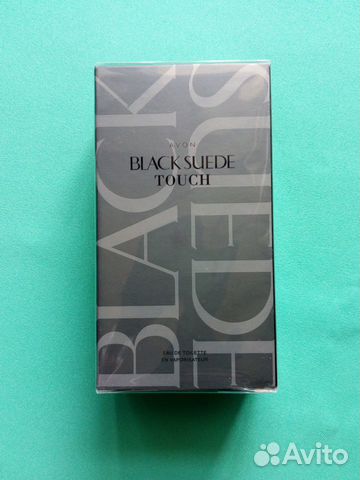 BLACK
SUEDE
AVON
BLACK SUEDE
TOUCH
EAU DE TOILETTE
EN VAPORISATEUR
Avito